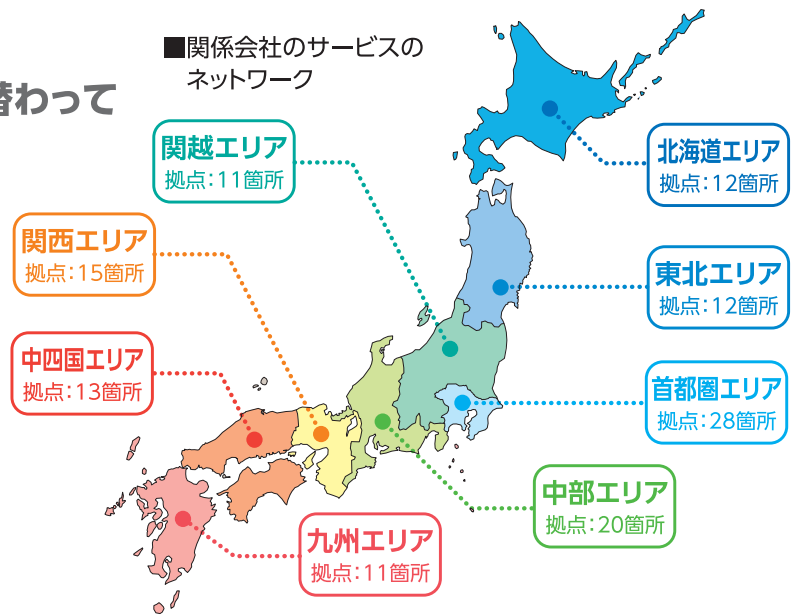 ■関係会社のサービスの
ネットワーク
替わって
関越エリア
拠点：11箇所
北海道エリア
拠点：12箇所
関西エリア
拠点：15箇所
東北エリア
拠点：12箇所
中四国エリア
拠点：13箇所
首都圏エリア
拠点：28箇所
中部エリア
拠点：20箇所
九州エリア
拠点：11箇所